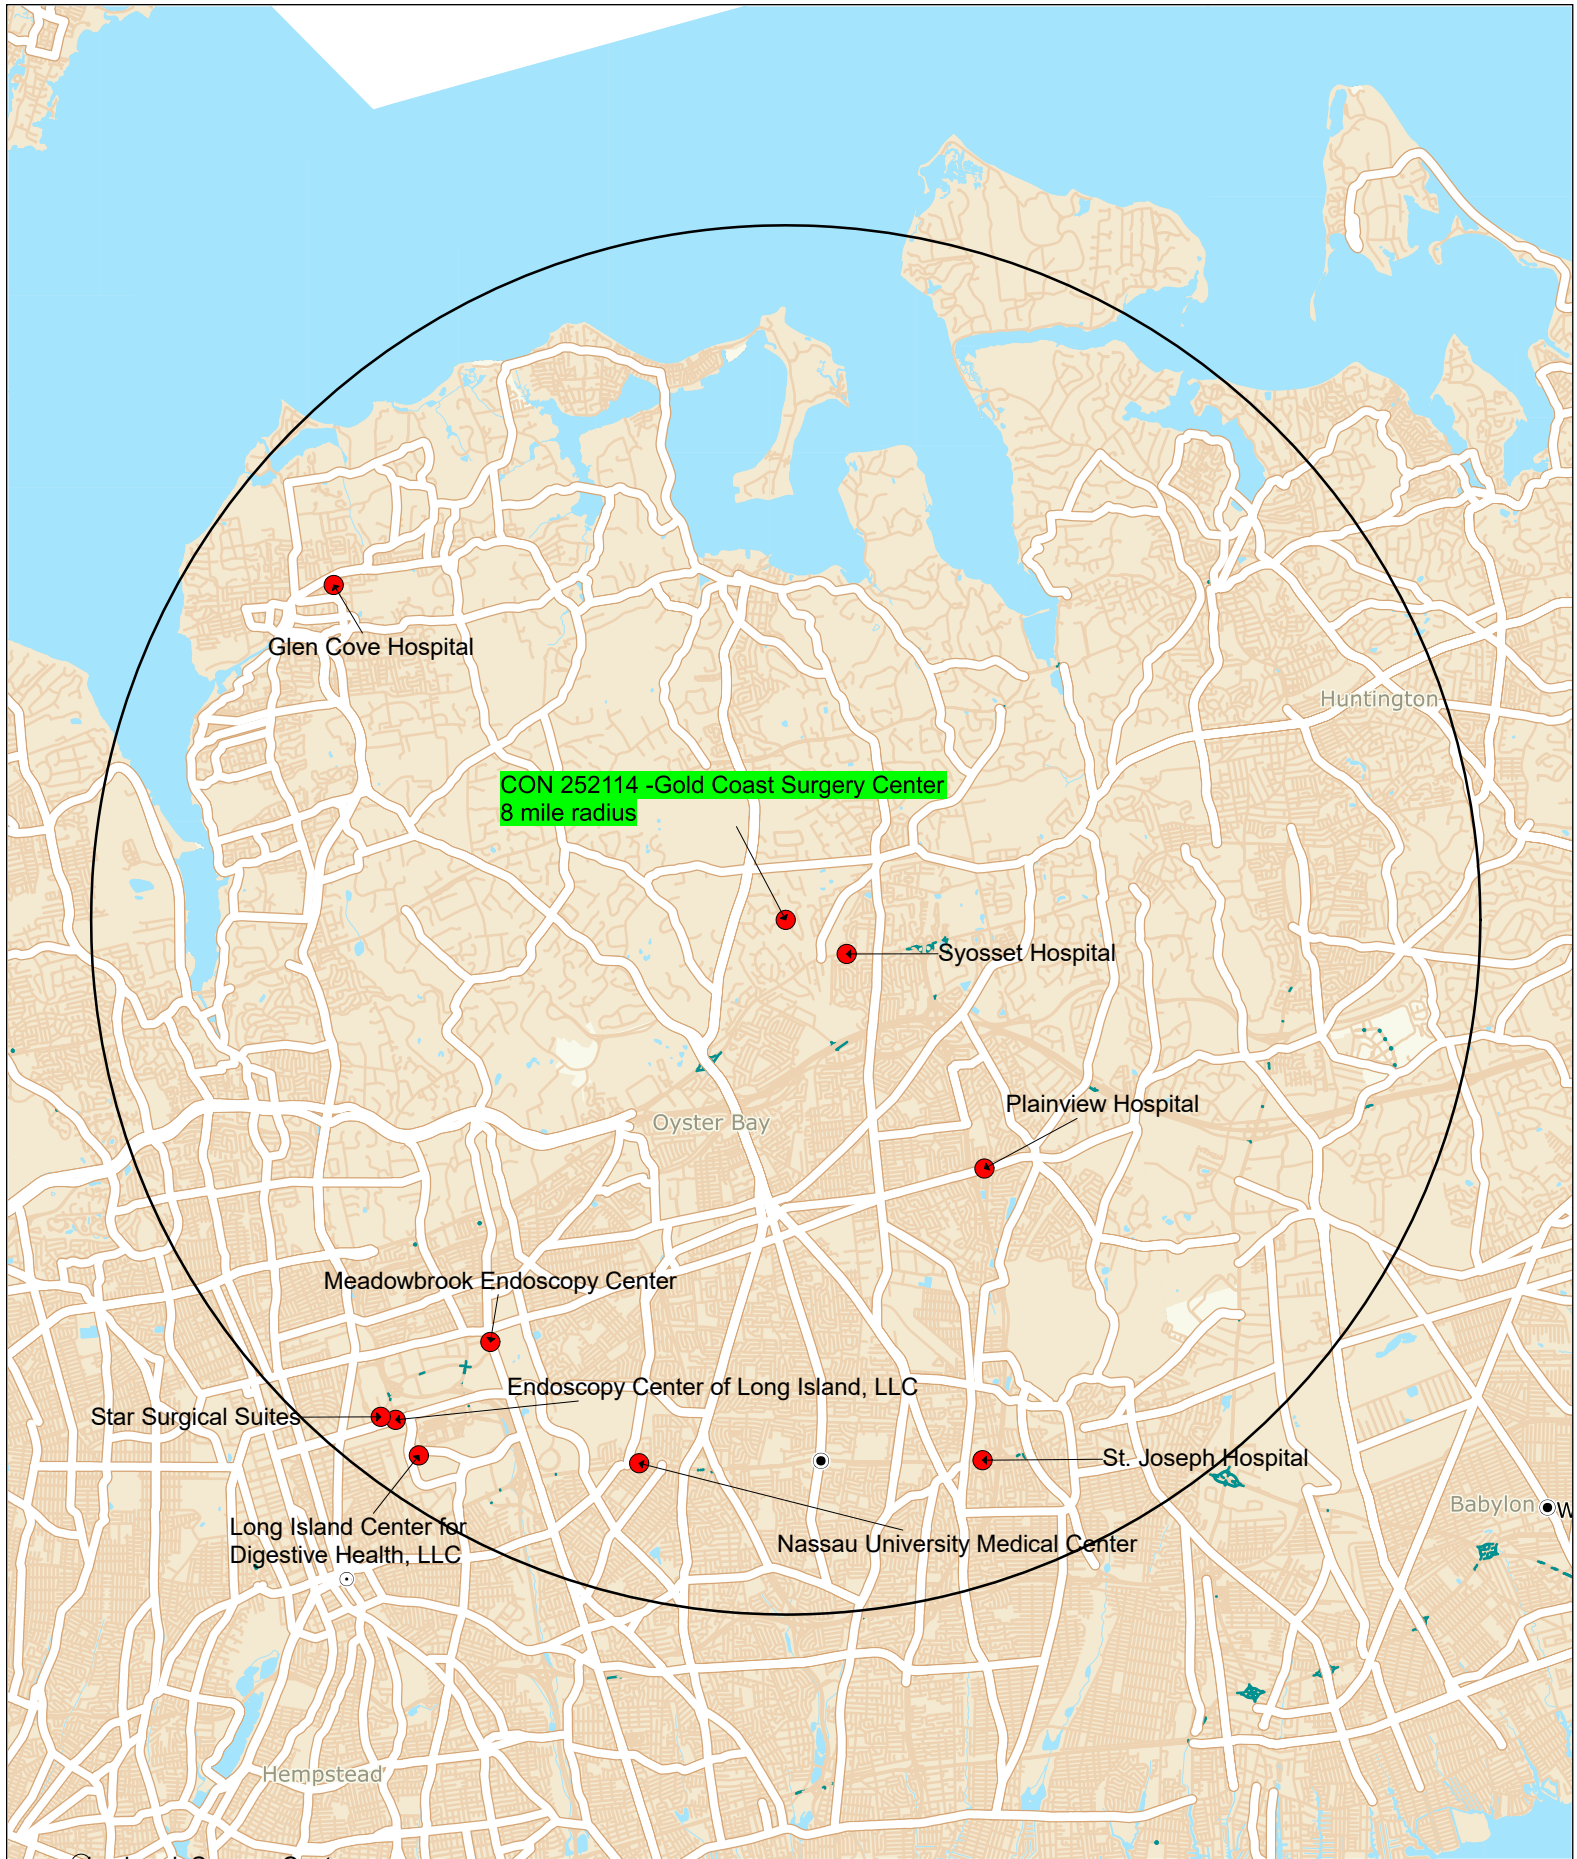 Glen Cove Hospital
Huntington
CON 252114 -Gold Coast Surgery Center
8 mile radius
Syosset Hospital
Plainview Hospital
Oyster Bay
Meadowbrook Endoscopy Center
Endoscopy Center of Long Island, LLC
Star Surgical Suites
St. Joseph Hospital
Babylon
W
Long Island Center for
Digestive Health, LLC
Nassau University Medical Center
Hempstead